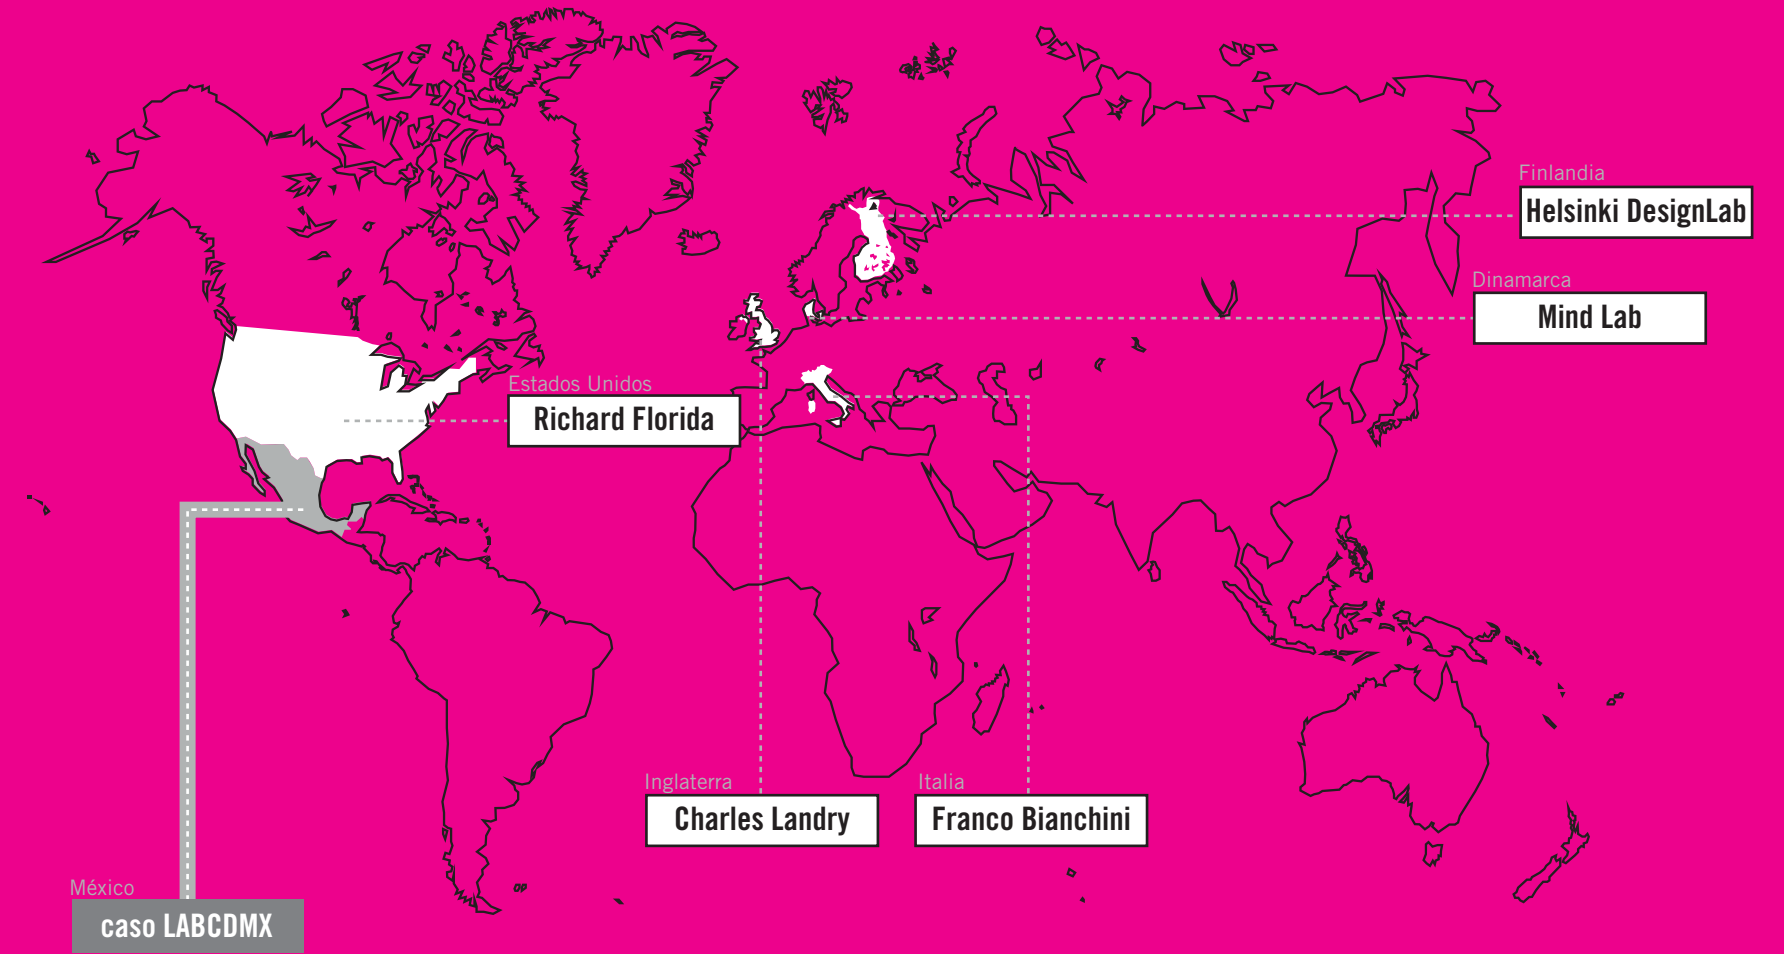 Finlandia
Helsinki DesignLab
Dinamarca
Mind Lab
Estados Unidos
Richard Florida
Inglaterra
Charles Landry
Italia
Franco Bianchini
México
caso LABCDMX